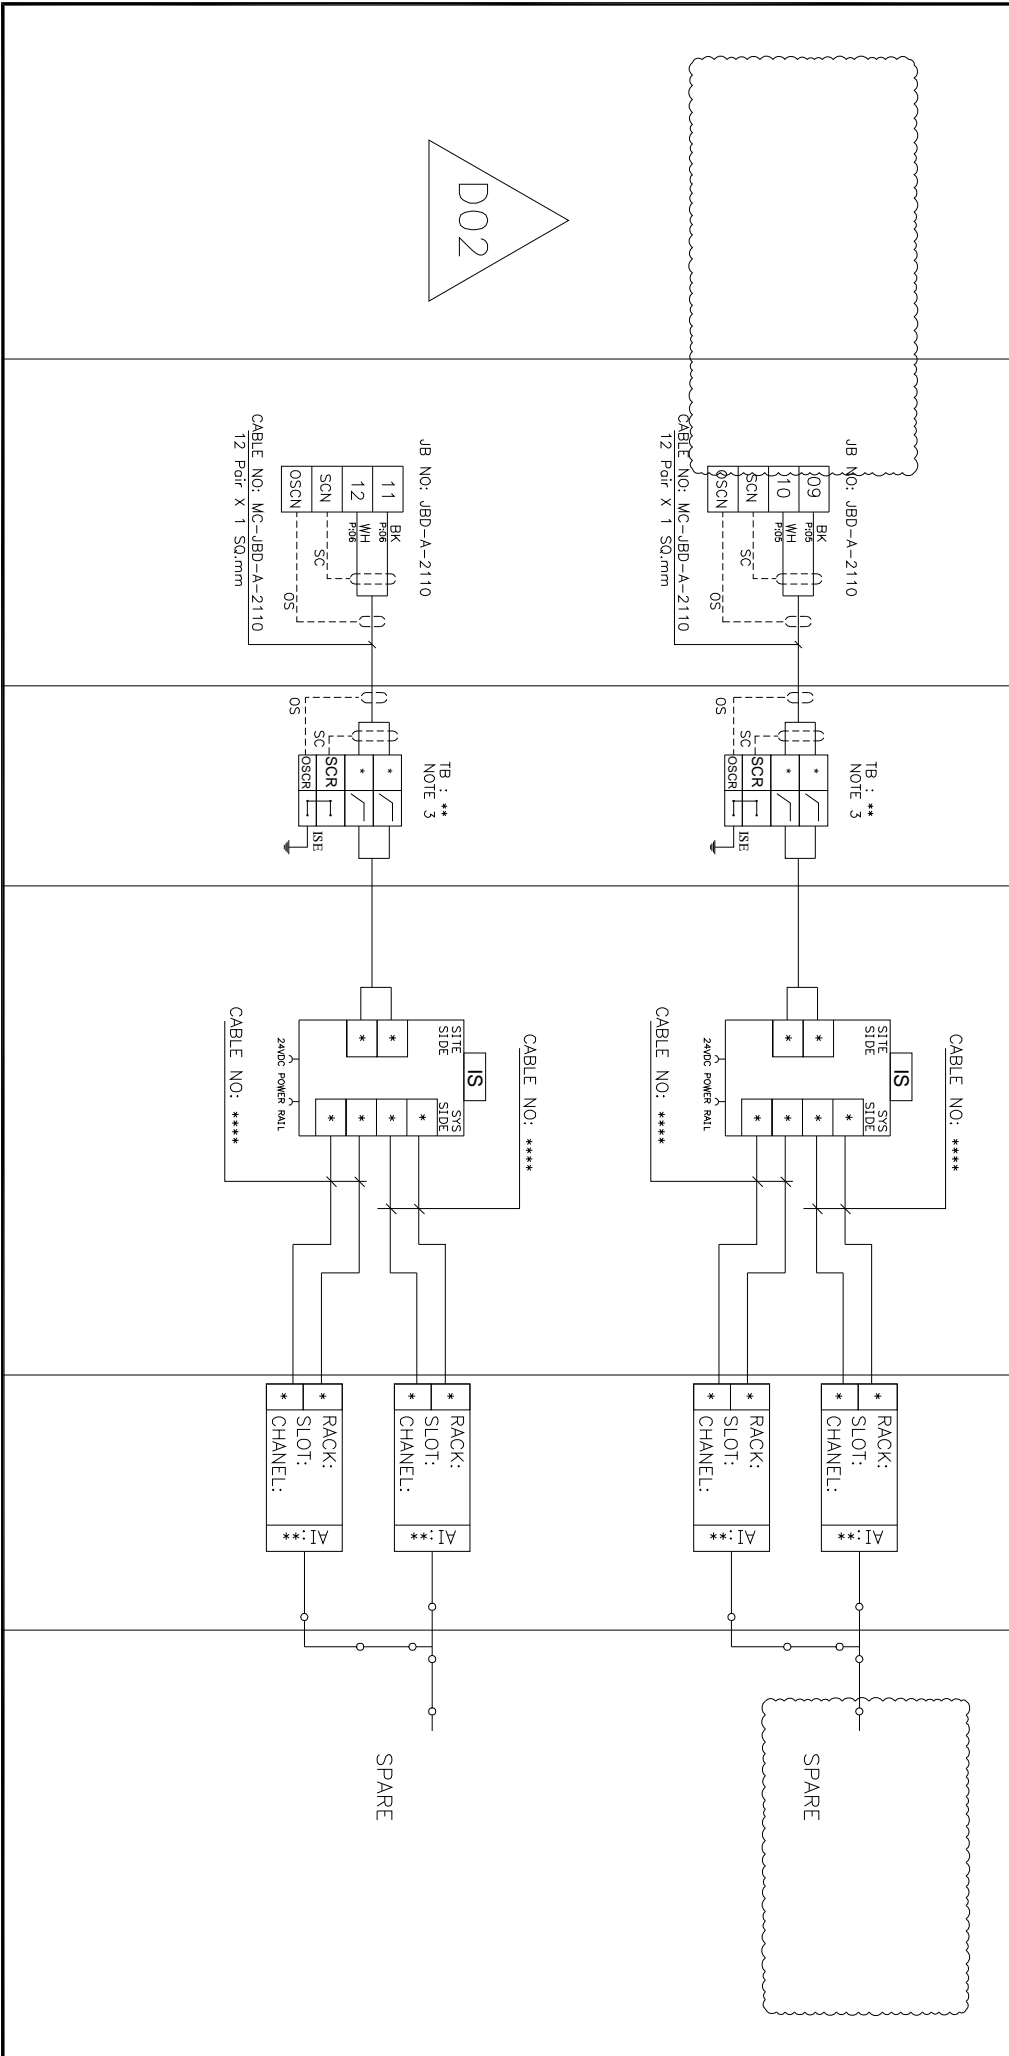 D02
JB NO: JBD-A-2110
09
10
SCN
OSCN
BK
P:05
WH
P:05
SC
OS
CABLE NO: MC-JBD-A-2110
12 Pair X 1 SQ.mm
TB : **
NOTE 3
OS
SC
*
*
SCR
OSCR
ISE
CABLE NO: ****
IS
SITE
SIDE
SYS
SIDE
*
*
*
*
*
*
24VDC POWER RAIL
CABLE NO: ****
*
*
RACK:
SLOT:
CHANEL:
AI
**:
*
*
RACK:
SLOT:
CHANEL:
AI
**:
SPARE
JB NO: JBD-A-2110
11
12
SCN
OSCN
BK
P:06
WH
P:06
SC
OS
CABLE NO: MC-JBD-A-2110
12 Pair X 1 SQ.mm
TB : **
NOTE 3
OS
SC
*
*
SCR
OSCR
ISE
CABLE NO: ****
IS
SITE
SIDE
SYS
SIDE
*
*
*
*
*
*
24VDC POWER RAIL
CABLE NO: ****
*
*
RACK:
SLOT:
CHANEL:
AI
**:
*
*
RACK:
SLOT:
CHANEL:
AI
**:
SPARE